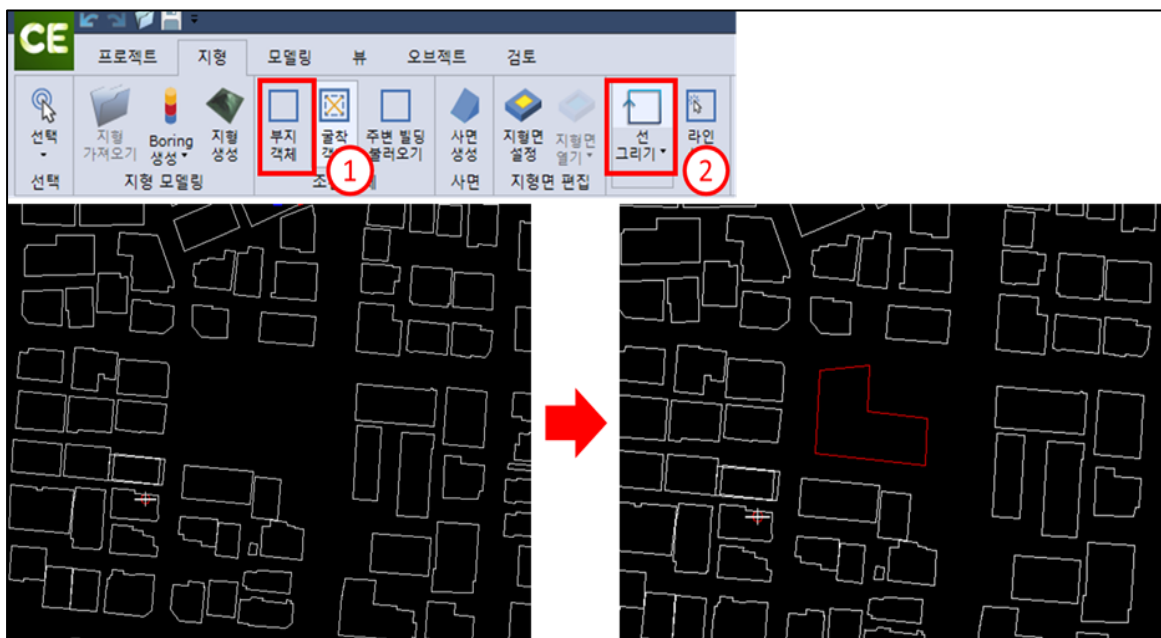 CE
프로젝트 지형 모델링 뷰 오브젝트 검토
선택 지형 가져오기 Boring 생성 지형 생성 부지 객체 굴착 주변 빌딩 불러오기 사면 생성 지형면 설정 지형면 열기 선 그리기 라인
1 2
선택 지형 모델링 사면 지형면 편집